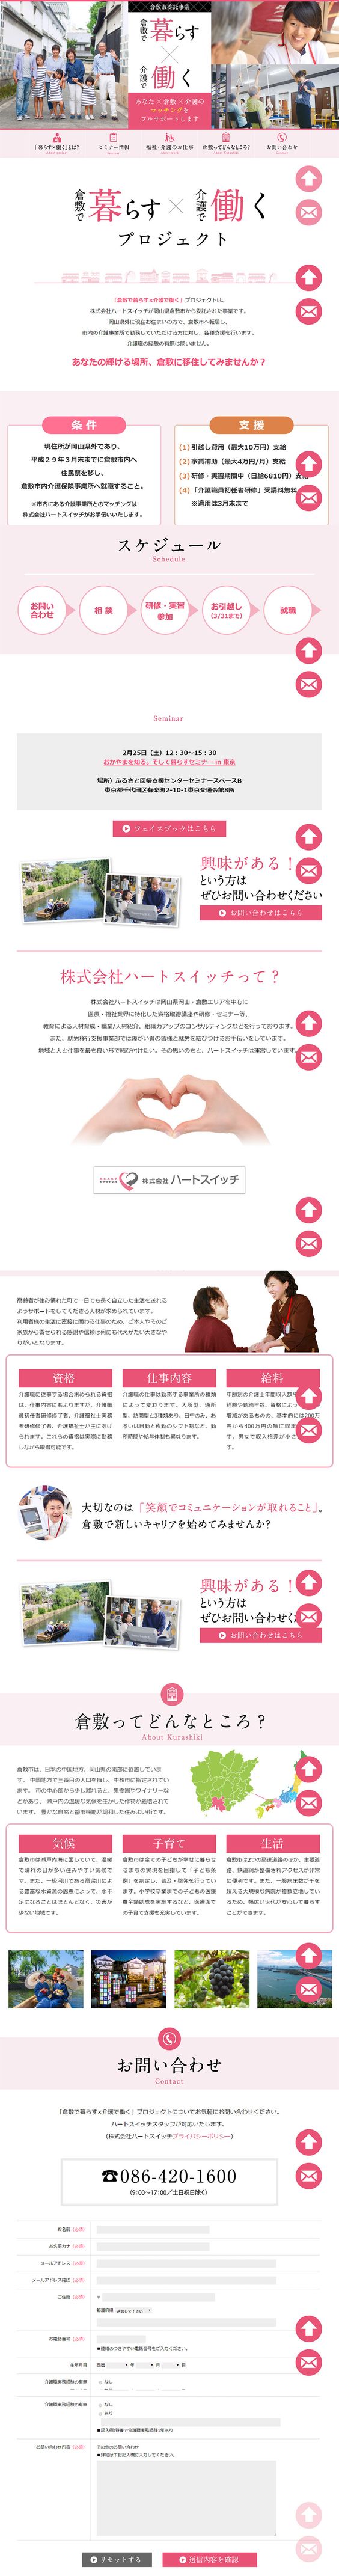 倉敷市委託事業
倉敷で暮らす
×
介護で働く
あなた×倉敷×介護の
マッチングを
フルサポートします
「暮らす×働く」とは?
セミナー情報
福祉・介護のお仕事
倉敷ってどんなところ?
お問い合わせ
倉敷で暮らす×介護で働く
プロジェクト
「倉敷で暮らす×介護で働く」プロジェクトは、
株式会社ハートスイッチが岡山県倉敷市から委託された事業です。
岡山県外に現在お住まいの方で、倉敷市へ転居し、
市内の介護事業所で勤務していただける方に対し、各種支援を行います。
介護職の経験の有無は問いません。
あなたの輝ける場所、倉敷に移住してみませんか?
条件
現住所が岡山県外であり、
平成29年3月末までに倉敷市内へ
住民票を移し、
倉敷市内介護保険事業所へ就職すること。
※市内にある介護事業所とのマッチングは
株式会社ハートスイッチがお手伝いいたします。
支援
(1)引越し費用(最大10万円)支給
(2)家賃補助(最大4万円/月)支給
(3)研修・実習期間中(日給6810円)支給
(4)「介護職員初任者研修」受講料無料
※適用は3月末まで
スケジュール
Schedule
お問い
合わせ
相談
研修・実習
参加
お引越し
(3/31まで)
就職
Seminar
2月25日(土)12:30~15:30
おかやまを知る。そして暮らすセミナー in 東京
場所)ふるさと回帰支援センターセミナースペースB
東京都千代田区有楽町2-10-1東京交通会館8階
フェイスブックはこちら
興味がある!
という方は
ぜひお問い合わせください
お問い合わせはこちら
株式会社ハートスイッチって?
株式会社ハートスイッチは岡山県岡山・倉敷エリアを中心に
医療・福祉業界に特化した資格取得講座や研修・セミナー等、
教育による人材育成・職業/人材紹介、組織力アップのコンサルティングなどを行っております。
また、就労移行支援事業部では障がい者の皆様と就労を結びつけるお手伝いをしています。
地域と人と仕事を最も良い形で結び付けたい。その思いのもと、ハートスイッチは運営しています。
HEART SWITCH
株式会社ハートスイッチ
高齢者が住み慣れた町で一日でも長く自立した生活を送れる
ようサポートをしてくださる人材が求められています。
利用者様の生活に密接に関わる仕事のため、ご本人やそのご
家族から寄せられる感謝や信頼は何にも代えがたい大きなや
りがいとなります。
資格
介護職に従事する場合求められる資格
は、仕事内容にもよりますが、介護職
員初任者研修修了者、介護福祉士実務
者研修修了者、介護福祉士が主にあげ
られます。これらの資格は実際に勤務
しながら取得可能です。
仕事内容
介護職の仕事は勤務する事業所の種類
によって変わります。入所型、通所
型、訪問型と3種類あり、日中のみ、あ
るいは日勤と夜勤のシフト制など、勤
務時間や給与体制も異なります。
給料
年齢別の介護士年間収入額平
経験や勤続年数、資格によっ
増減があるものの、基本的には200万
円から400万円の幅に収ま
す。男女で収入格差が小さ
す。
大切なのは「笑顔でコミュニケーションが取れること」。
倉敷で新しいキャリアを始めてみませんか?
興味がある!
という方は
ぜひお問い合わせくだ
お問い合わせはこちら
倉敷ってどんなところ?
About Kurashiki
倉敷市は、日本の中国地方、岡山県の南部に位置していま
す。 中国地方で三番目の人口を擁し、中核市に指定されてい
ます。 市の中心部から少し離れると、果樹園やワイナリーな
どがあり、 瀬戸内の温暖な気候を生かした作物が栽培されて
います。 豊かな自然と都市機能が調和した住みよい街です。
気候
倉敷市は瀬戸内海に面していて、温暖
で晴れの日が多い住みやすい気候で
す。また、一級河川である高梁川によ
る豊富な水資源の恩恵によって、水不
足になることはほとんどなく、災害が
少ない地域です。
子育て
倉敷市は全ての子どもが幸せに暮らせ
るまちの実現を目指して「子ども条
例」を制定し、普及・啓発を行ってい
ます。小学校卒業までの子どもの医療
費全額助成を実施するなど、医療面で
の子育て支援も充実しています。
生活
倉敷市は2つの高速道路のほか、主要道
路、鉄道網が整備されアクセスが非常
に便利です。また、一般病床数が千を
超える大規模な病院が複数立地してい
るため、幅広い世代が安心して暮らす
ことができます。
お問い合わせ
Contact
「倉敷で暮らす×介護で働く」プロジェクトについてお気軽にお問い合わせください。
ハートスイッチスタッフが対応いたします。
(株式会社ハートスイッチプライバシーポリシー)
☎086-420-1600
(9:00~17:00/土日祝日除く)
お名前(必須)
お名前カナ(必須)
メールアドレス(必須)
メールアドレス確認(必須)
ご住所(必須)
〒
都道府県 選択して下さい
お電話番号(必須)
■連絡のつきやすい電話番号をご入力ください。
生年月日
西暦 年 月 日
介護職実務経験の有無
なし
介護職実務経験の有無
なし
あり
■記入例)特養で介護職実務経験1年あり
お問い合わせ内容(必須)
その他のお問い合わせ
■詳細は下記記入欄に入力してください。
リセットする
送信内容を確認